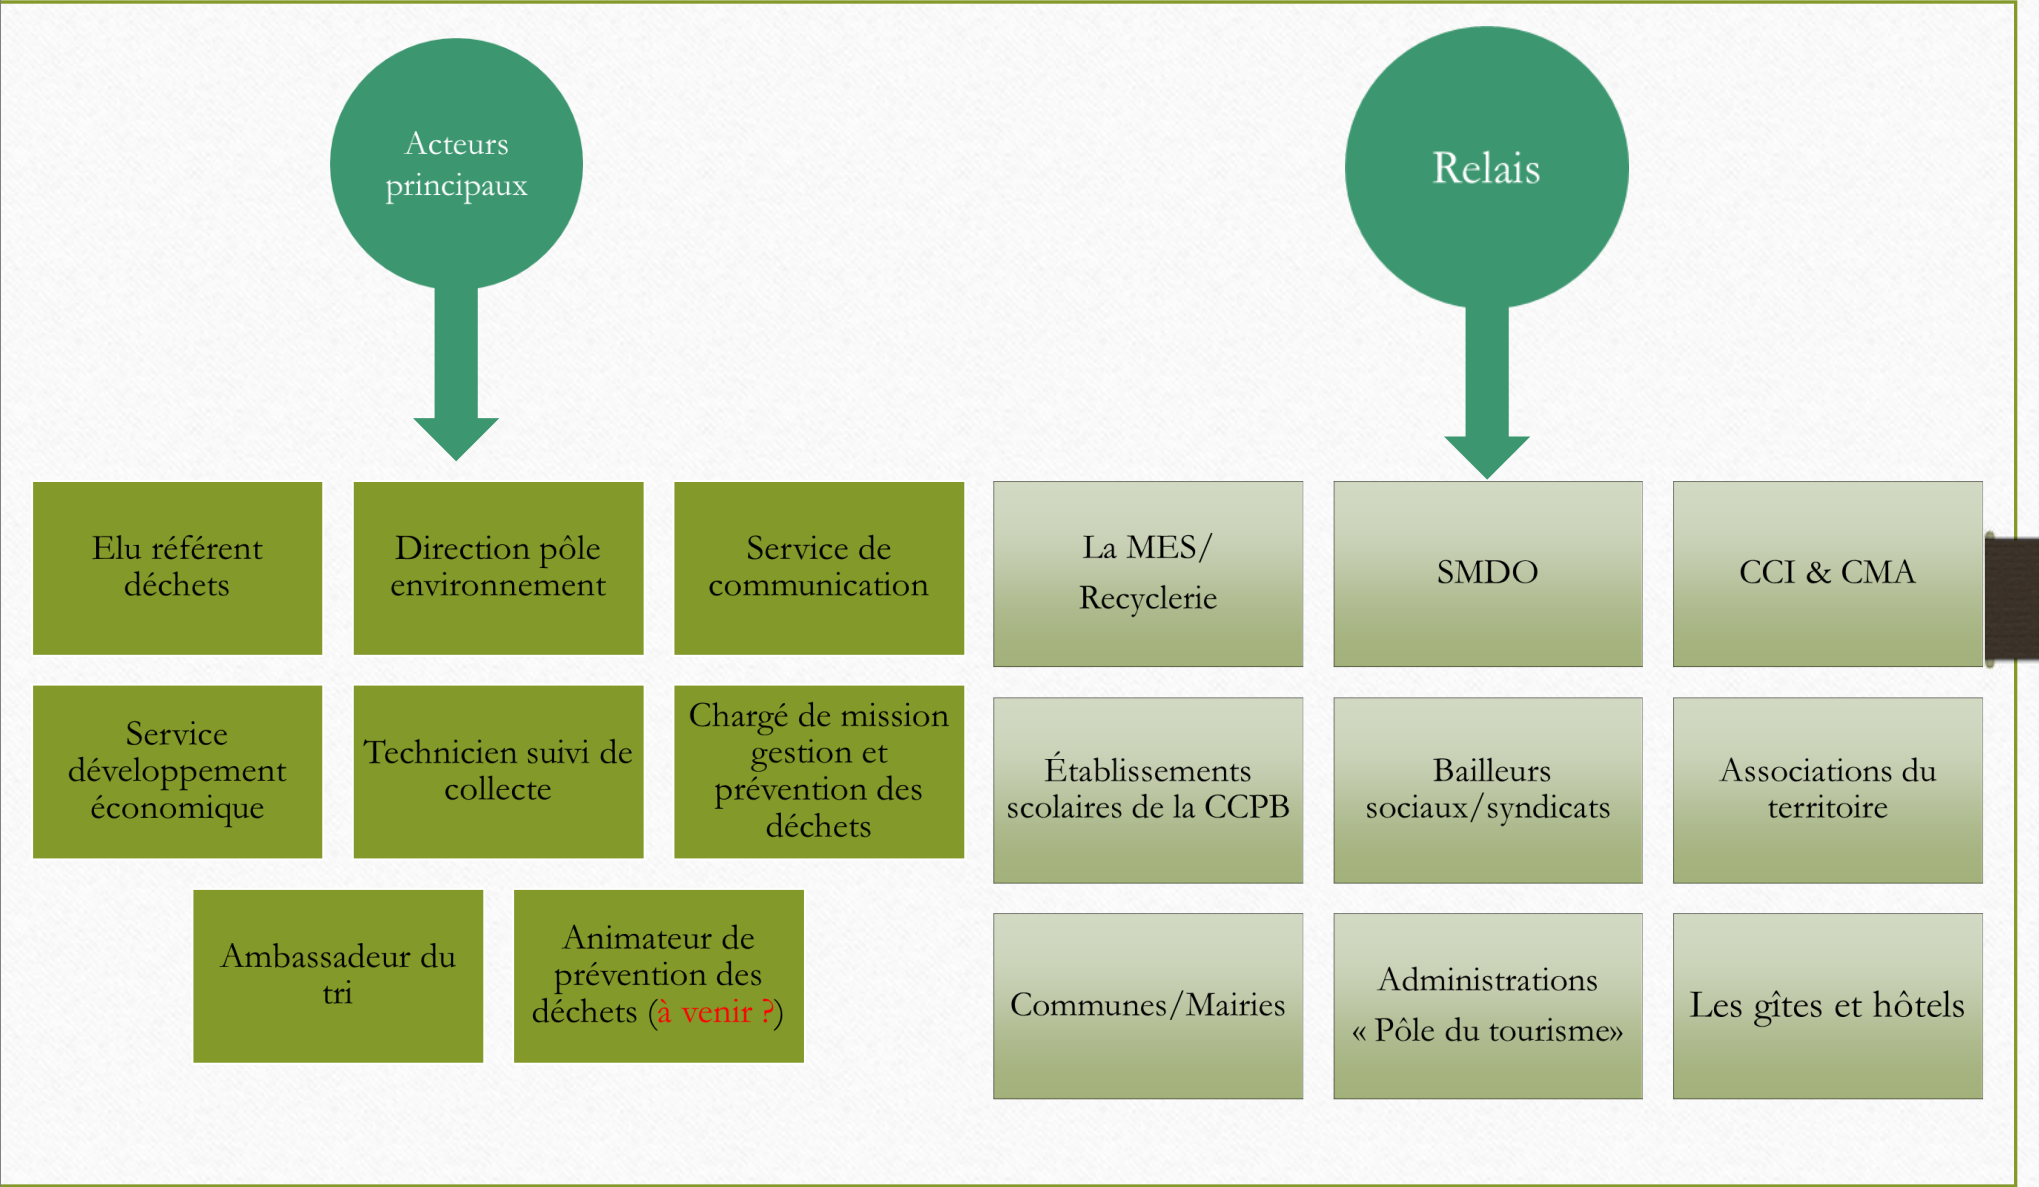 Acteurs
principaux
Relais
Elu référent
déchets
Direction pôle
environnement
Service de
communication
Service
développement
économique
Technicien suivi de
collecte
Chargé de mission
gestion et
prévention des
déchets
Ambassadeur du
tri
Animateur de
prévention des
déchets (à venir ?)
La MES/
Recyclerie
SMDO
CCI & CMA
Établissements
scolaires de la CCPB
Bailleurs
sociaux/syndicats
Associations du
territoire
Communes/Mairies
Administrations
« Pôle du tourisme»
Les gîtes et hôtels